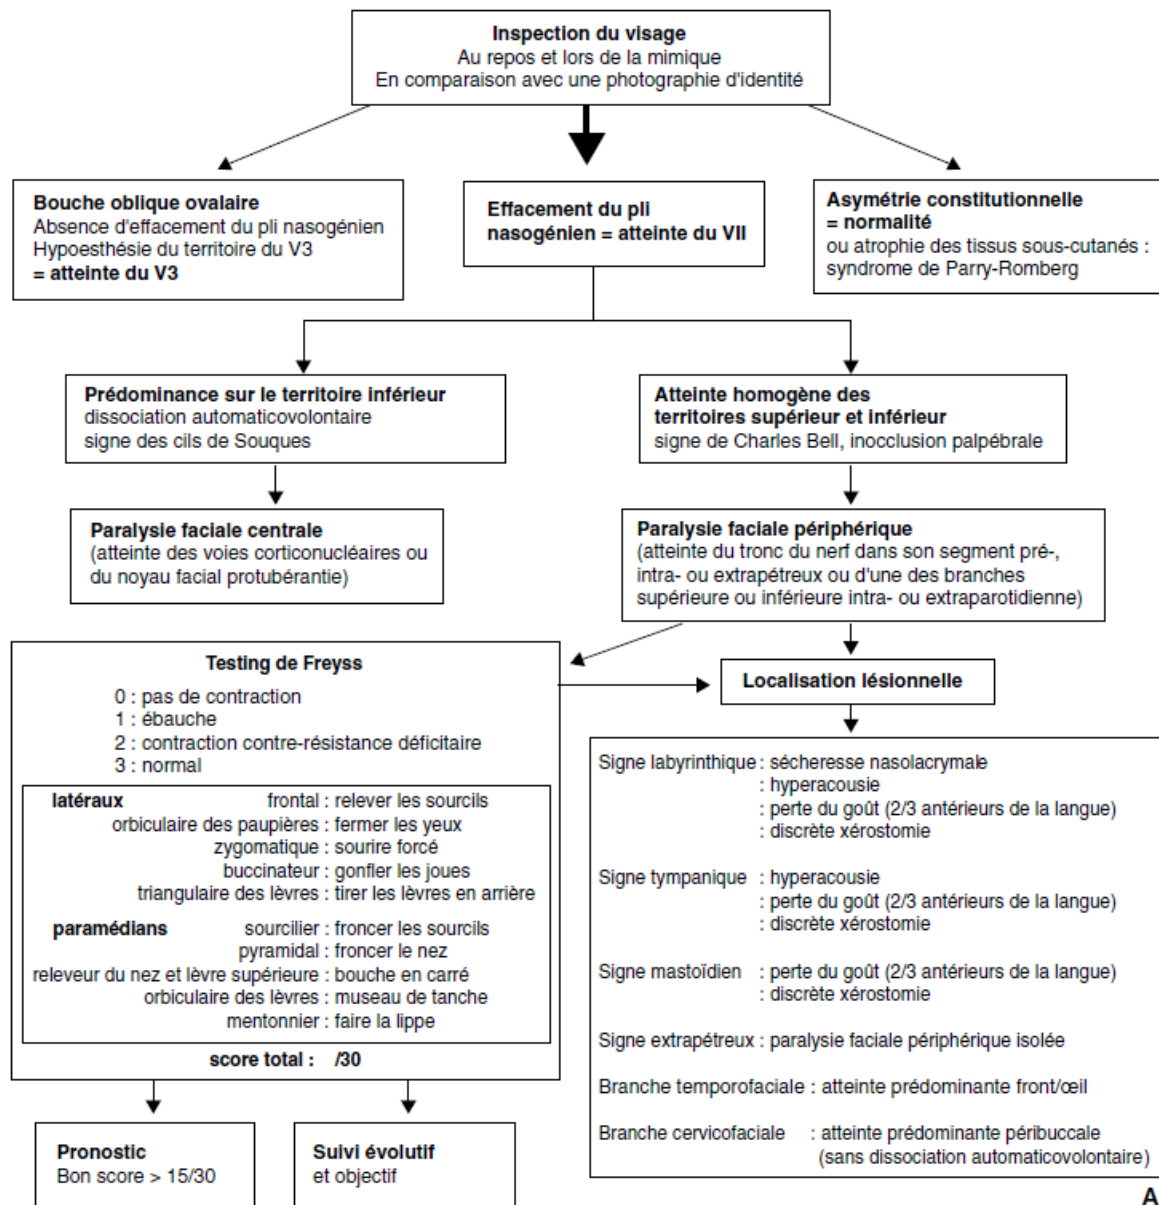 Inspection du visage
Au repos et lors de la mimique
En comparaison avec une photographie d'identité
Bouche oblique ovalaire
Absence d'effacement du pli nasogénien
Hypoesthésie du territoire du V3
= atteinte du V3
Effacement du pli
nasogénien = atteinte du VII
Asymétrie constitutionnelle
= normalité
ou atrophie des tissus sous-cutanés :
syndrome de Parry-Romberg
Prédominance sur le territoire inférieur
dissociation automaticovolontaire
signe des cils de Souques
Atteinte homogène des
territoires supérieur et inférieur
signe de Charles Bell, inocclusion palpébrale
Paralysie faciale centrale
(atteinte des voies corticonucléaires ou
du noyau facial protubérantie)
Paralysie faciale périphérique
(atteinte du tronc du nerf dans son segment pré-,
intra- ou extrapétreux ou d'une des branches
supérieure ou inférieure intra- ou extraparotidienne)
Testing de Freyss
0 : pas de contraction
1 : ébauche
2 : contraction contre-résistance déficitaire
3 : normal
latéraux frontal : relever les sourcils
orbiculaire des paupières : fermer les yeux
zygomatique : sourire forcé
buccinateur : gonfler les joues
triangulaire des lèvres : tirer les lèvres en arrière
paramédians sourcilier : froncer les sourcils
pyramidal : froncer le nez
releveur du nez et lèvre supérieure : bouche en carré
orbiculaire des lèvres : museau de tanche
mentonnier : faire la lippe
score total : /30
Pronostic
Bon score > 15/30
Suivi évolutif
et objectif
Localisation lésionnelle
Signe labyrinthique : sécheresse nasolacrymale
: hyperacousie
: perte du goût (2/3 antérieurs de la langue)
: discrète xérostomie
Signe tympanique : hyperacousie
: perte du goût (2/3 antérieurs de la langue)
: discrète xérostomie
Signe mastoïdien : perte du goût (2/3 antérieurs de la langue)
: discrète xérostomie
Signe extrapétreux : paralysie faciale périphérique isolée
Branche temporofaciale : atteinte prédominante front/œil
Branche cervicofaciale : atteinte prédominante péribuccale
(sans dissociation automaticovolontaire)
A